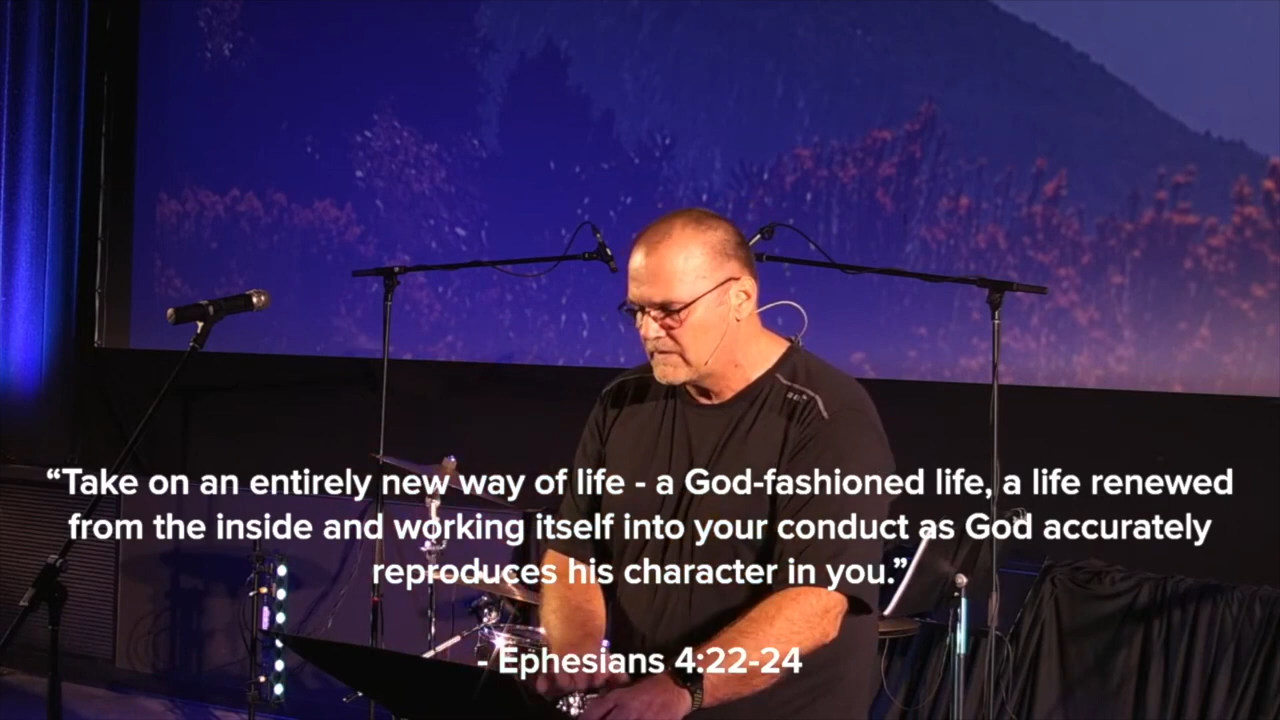 “Take on an entirely new way of life - a God-fashioned life, a life renewed
from the inside and working itself into your conduct as God accurately
reproduces his character in you.”
- Ephesians 4:22-24